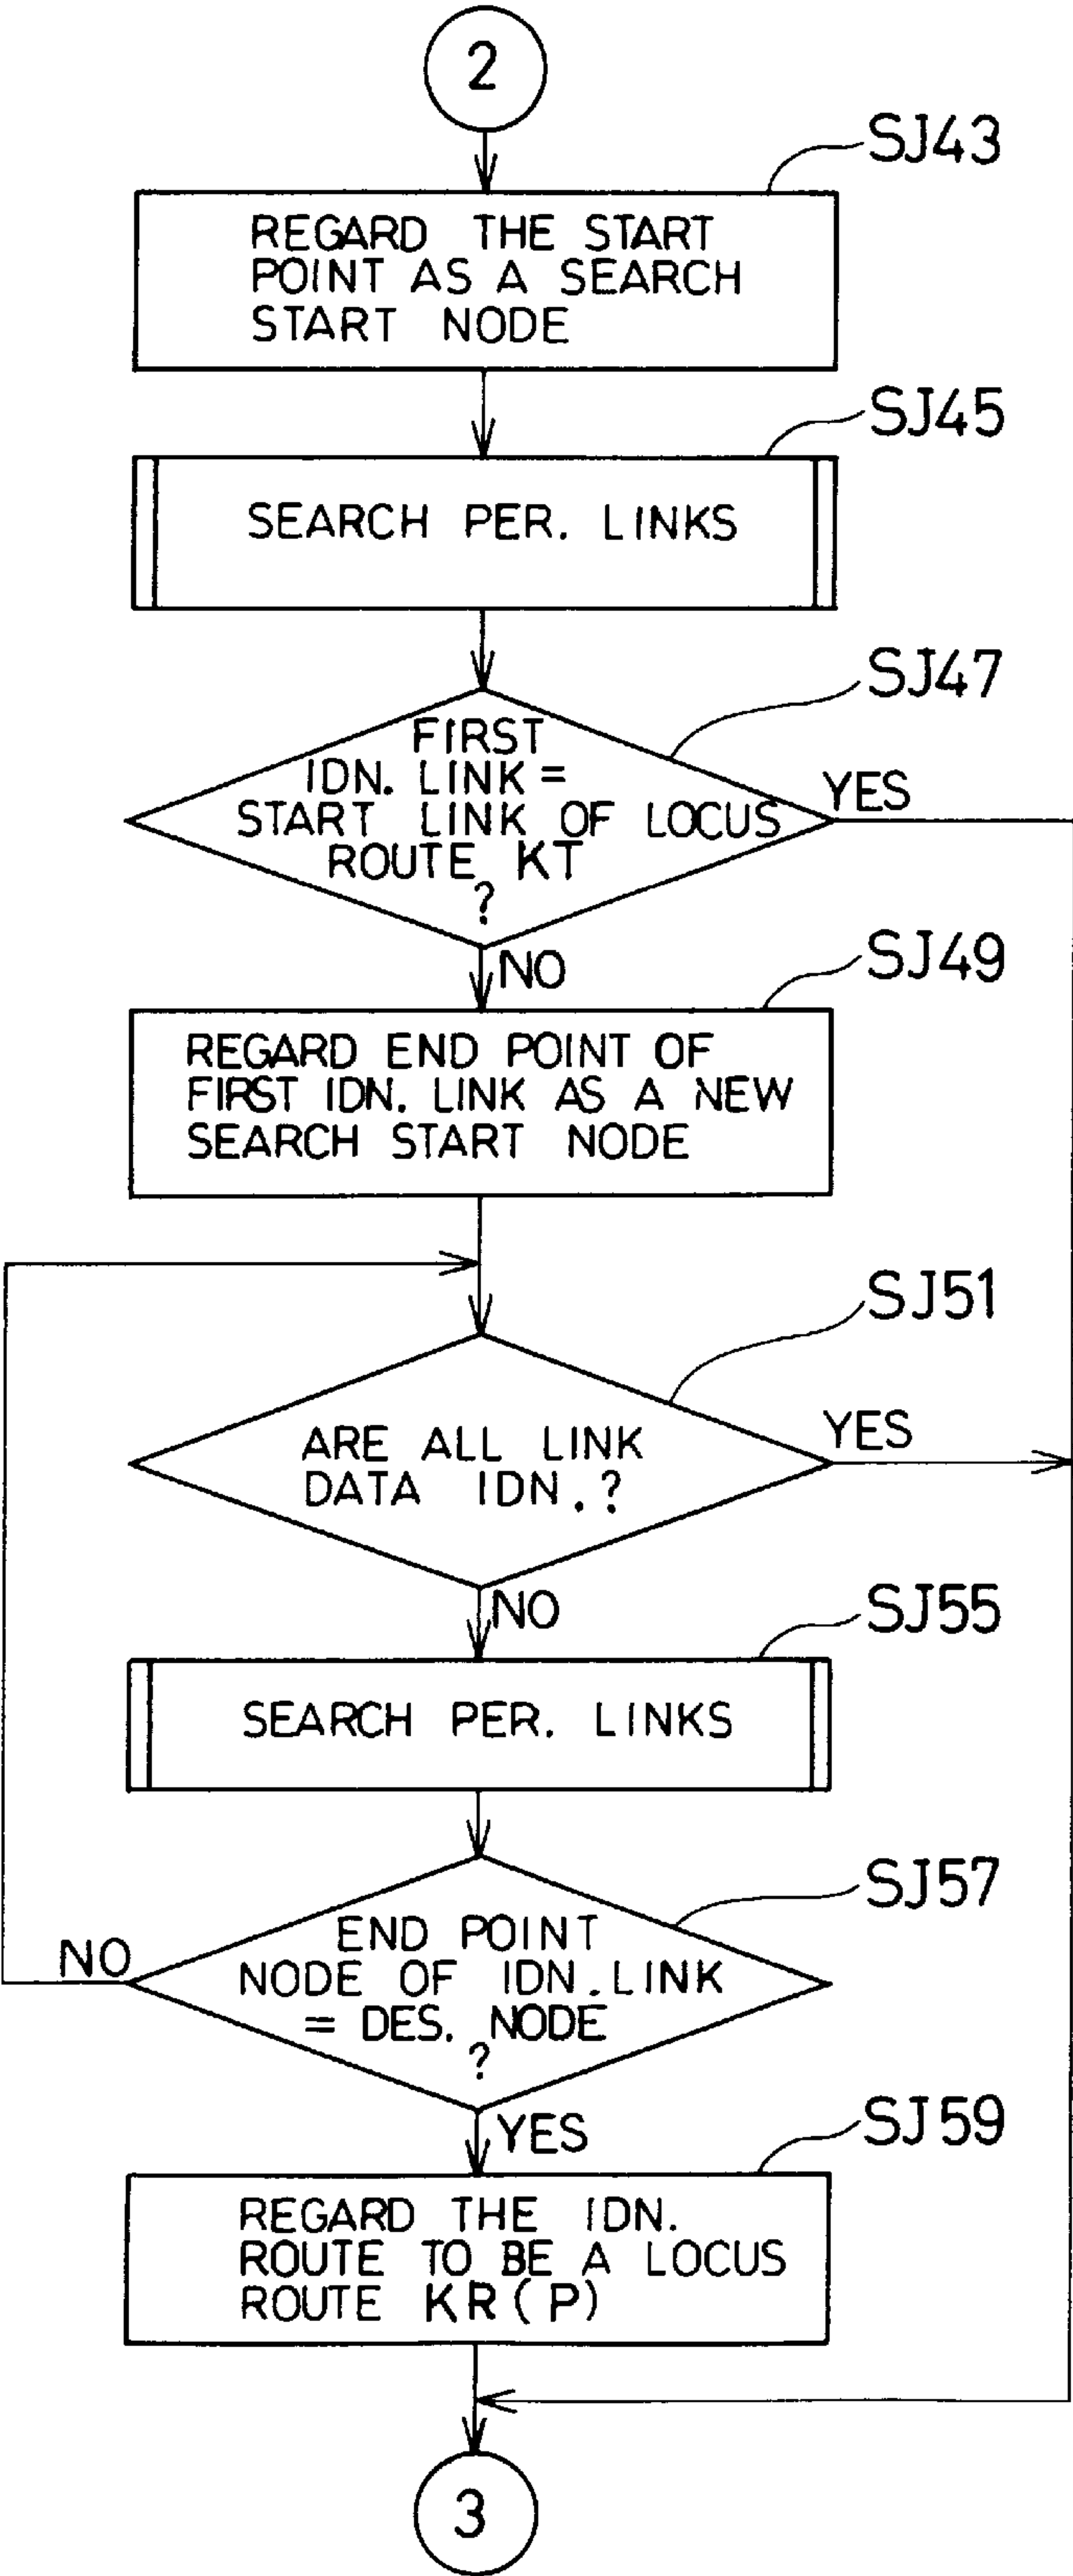 2
SJ43
REGARD THE START
POINT AS A SEARCH
START NODE
SJ45
SEARCH PER. LINKS
SJ47
FIRST
IDN. LINK =
START LINK OF LOCUS
ROUTE KT
?
YES
NO
SJ49
REGARD END POINT OF
FIRST IDN. LINK AS A NEW
SEARCH START NODE
SJ51
ARE ALL LINK
DATA IDN.?
YES
NO
SJ55
SEARCH PER. LINKS
SJ57
END POINT
NODE OF IDN. LINK
= DES. NODE
?
NO
YES
SJ59
REGARD THE IDN.
ROUTE TO BE A LOCUS
ROUTE KR(P)
3